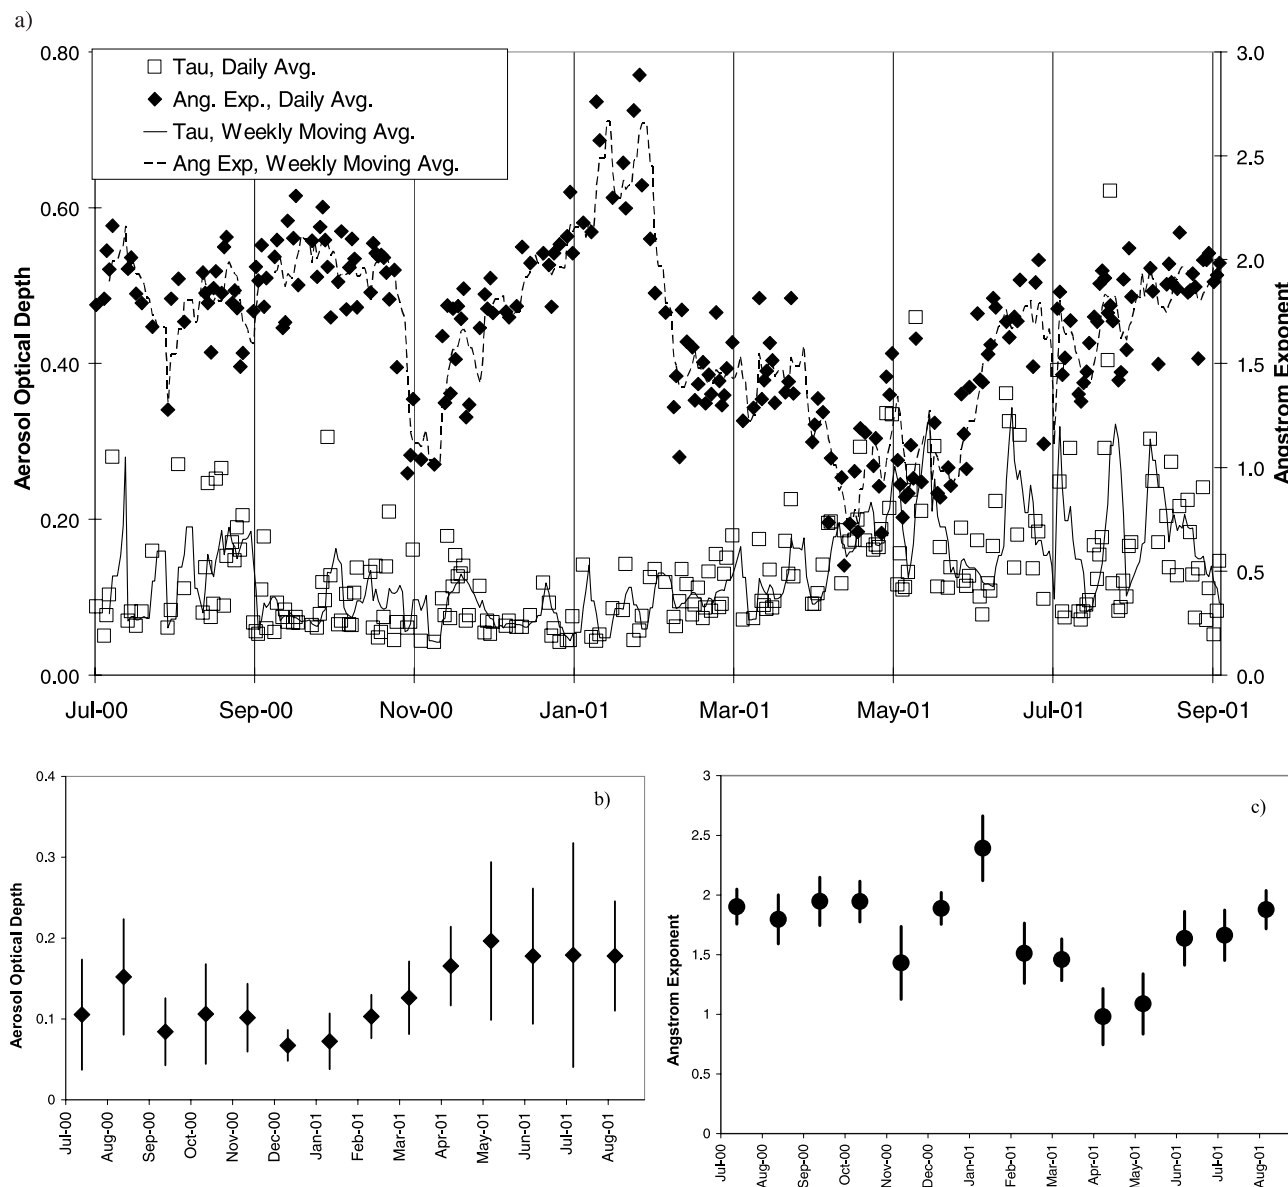 a)
0.80
0.60
0.40
0.20
0.00
Aerosol Optical Depth
Tau, Daily Avg.
Ang. Exp., Daily Avg.
Tau, Weekly Moving Avg.
Ang Exp, Weekly Moving Avg.
3.0
2.5
2.0
1.5
1.0
0.5
0.0
Angstrom Exponent
Jul-00 Sep-00 Nov-00 Jan-01 Mar-01 May-01 Jul-01 Sep-01
b)
0.4
0.3
0.2
0.1
0
Aerosol Optical Depth
Jul-00 Aug-00 Sep-00 Oct-00 Nov-00 Dec-00 Jan-01 Feb-01 Mar-01 Apr-01 May-01 Jun-01 Jul-01 Aug-01
c)
3
2.5
2
1.5
1
0.5
0
Angstrom Exponent
Jul-00 Aug-00 Sep-00 Oct-00 Nov-00 Dec-00 Jan-01 Feb-01 Mar-01 Apr-01 May-01 Jun-01 Jul-01 Aug-01